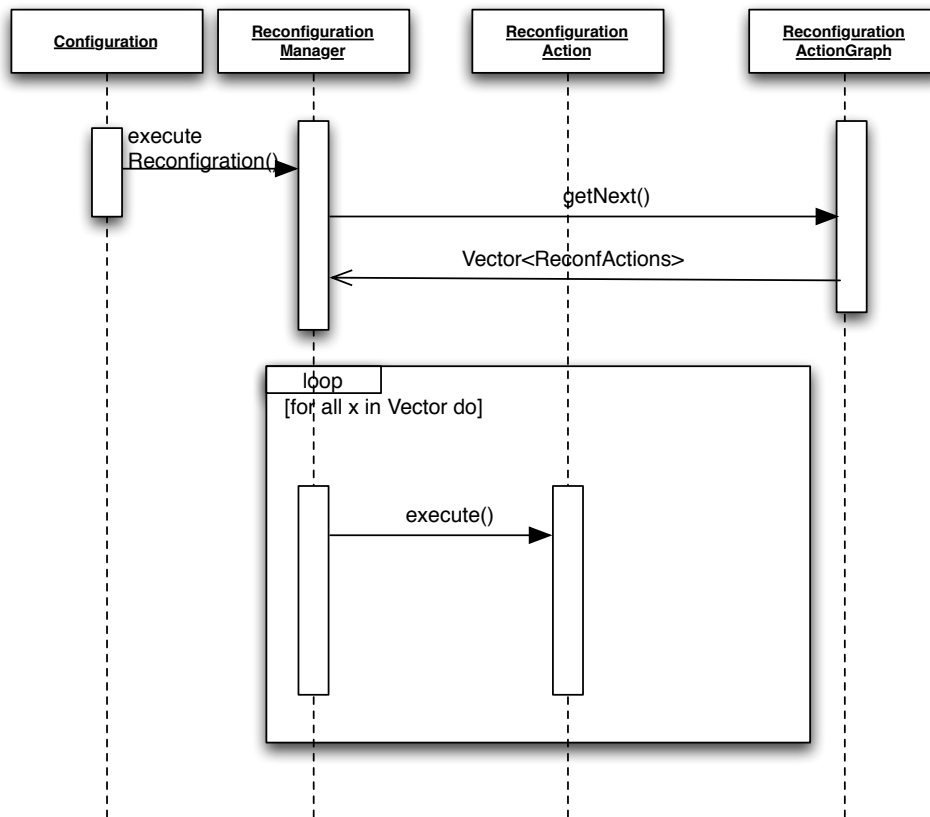 Configuration
Reconfiguration
Manager
Reconfiguration
Action
Reconfiguration
ActionGraph
execute
Reconfigration()
getNext()
Vector<ReconfActions>
loop
[for all x in Vector do]
execute()